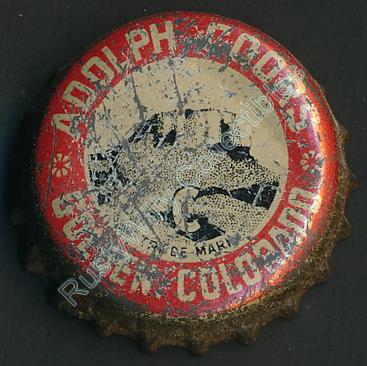 ADOLPH COORS
C
TRADE MARK
GOLDEN, COLORADO